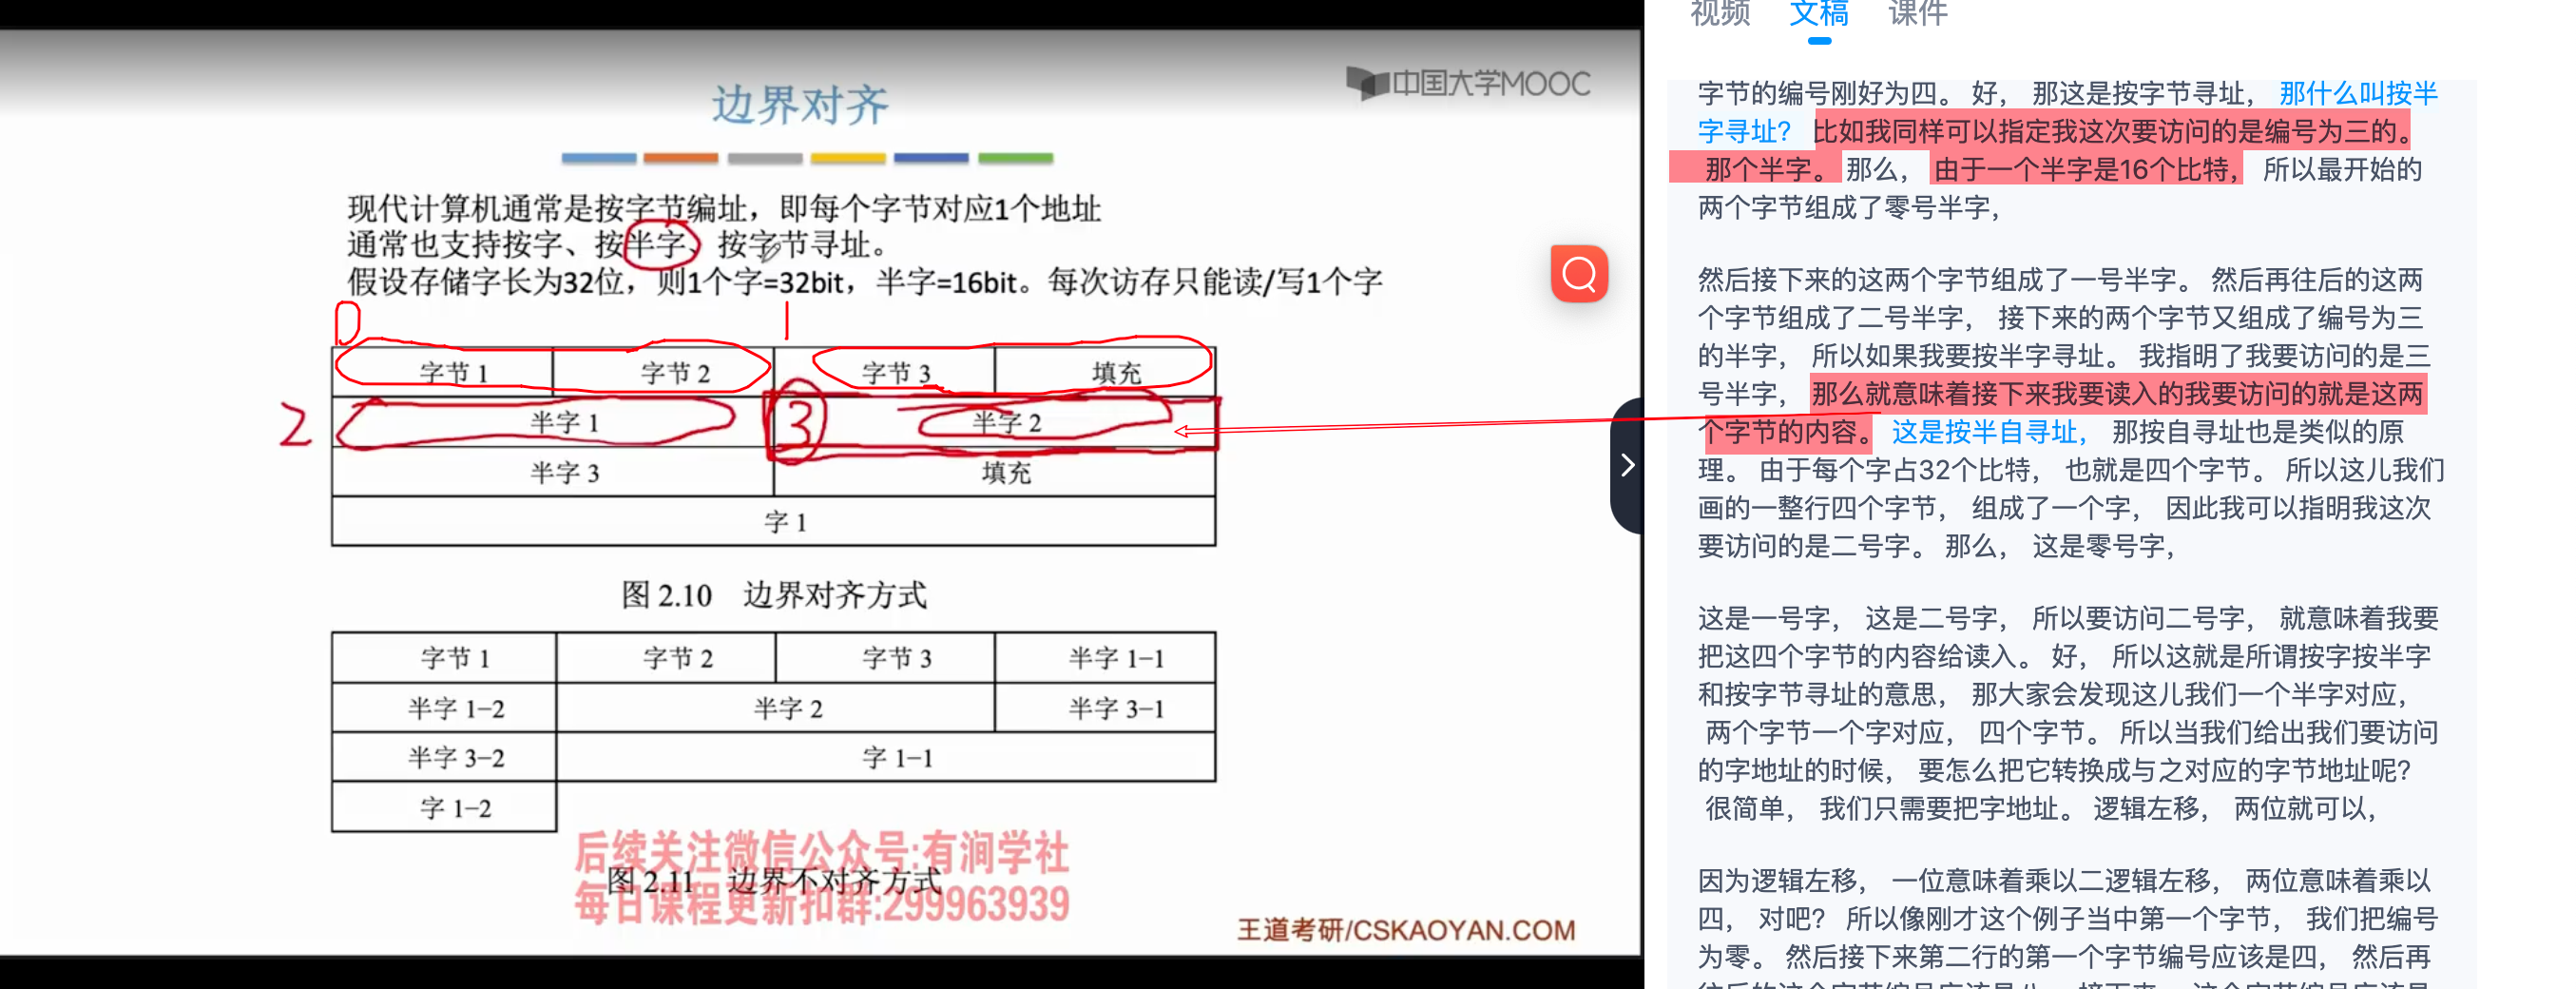 中国大学MOOC
边界对齐
现代计算机通常是按字节编址，即每个字节对应1个地址
通常也支持按字、按半字、按字节寻址。
假设存储字长为32位，则1个字=32bit，半字=16bit。每次访存只能读/写1个字
0 1
字节 1 字节 2 字节 3 填充
2 半字 1 3 半字 2
半字 3 填充
字 1
图 2.10 边界对齐方式
字节 1 字节 2 字节 3 半字 1-1
半字 1-2 半字 2 半字 3-1
半字 3-2 字 1-1
字 1-2
后续关注微信公众号:有涧学社
图 2.11 边界不对齐方式
每日课程更新扣群:299963939
王道考研/CSKAOYAN.COM
视频 文稿 课件
字节的编号刚好为四。 好， 那这是按字节寻址， 那什么叫按半
字寻址? 比如我同样可以指定我这次要访问的是编号为三的。
那个半字。 那么， 由于一个半字是16个比特， 所以最开始的
两个字节组成了零号半字，
然后接下来的这两个字节组成了一号半字。 然后再往后的这两
个字节组成了二号半字， 接下来的两个字节又组成了编号为三
的半字， 所以如果我要按半字寻址。 我指明了我要访问的是三
号半字， 那么就意味着接下来我要读入的我要访问的就是这两
个字节的内容。 这是按半自寻址， 那按自寻址也是类似的原
理。 由于每个字占32个比特， 也就是四个字节。 所以这儿我们
画的一整行四个字节， 组成了一个字， 因此我可以指明我这次
要访问的是二号字。 那么， 这是零号字，
这是一号字， 这是二号字， 所以要访问二号字， 就意味着我要
把这四个字节的内容给读入。 好， 所以这就是所谓按字按半字
和按字节寻址的意思， 那大家会发现这儿我们一个半字对应，
两个字节一个字对应， 四个字节。 所以当我们给出我们要访问
的字地址的时候， 要怎么把它转换成与之对应的字节地址呢?
很简单， 我们只需要把字地址。 逻辑左移， 两位就可以，
因为逻辑左移， 一位意味着乘以二逻辑左移， 两位意味着乘以
四， 对吧? 所以像刚才这个例子当中第一个字节， 我们把编号
为零。 然后接下来第二行的第一个字节编号应该是四， 然后再